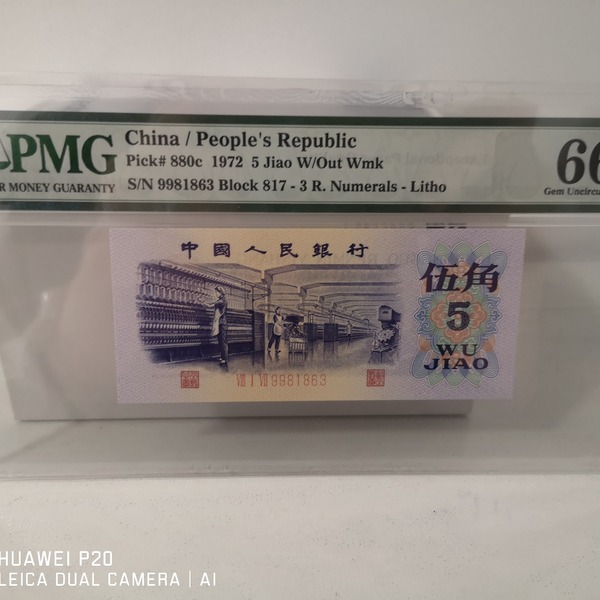 PMG
R MONEY GUARANTY
China / People's Republic
Pick# 880c 1972 5 Jiao W/Out Wmk
S/N 9981863 Block 817 - 3 R. Numerals - Litho
66
Gem Uncircu
中國人民銀行
伍角
5
WU
JIAO
VIII I VII 9981863
HUAWEI P20
LEICA DUAL CAMERA | AI